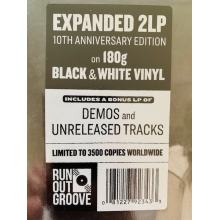 EXPANDED 2LP
10TH ANNIVERSARY EDITION
on 180g
BLACK & WHITE VINYL
INCLUDES A BONUS LP OF
DEMOS and
UNRELEASED TRACKS
LIMITED TO 3500 COPIES WORLDWIDE
RUN
OUT
GROOVE